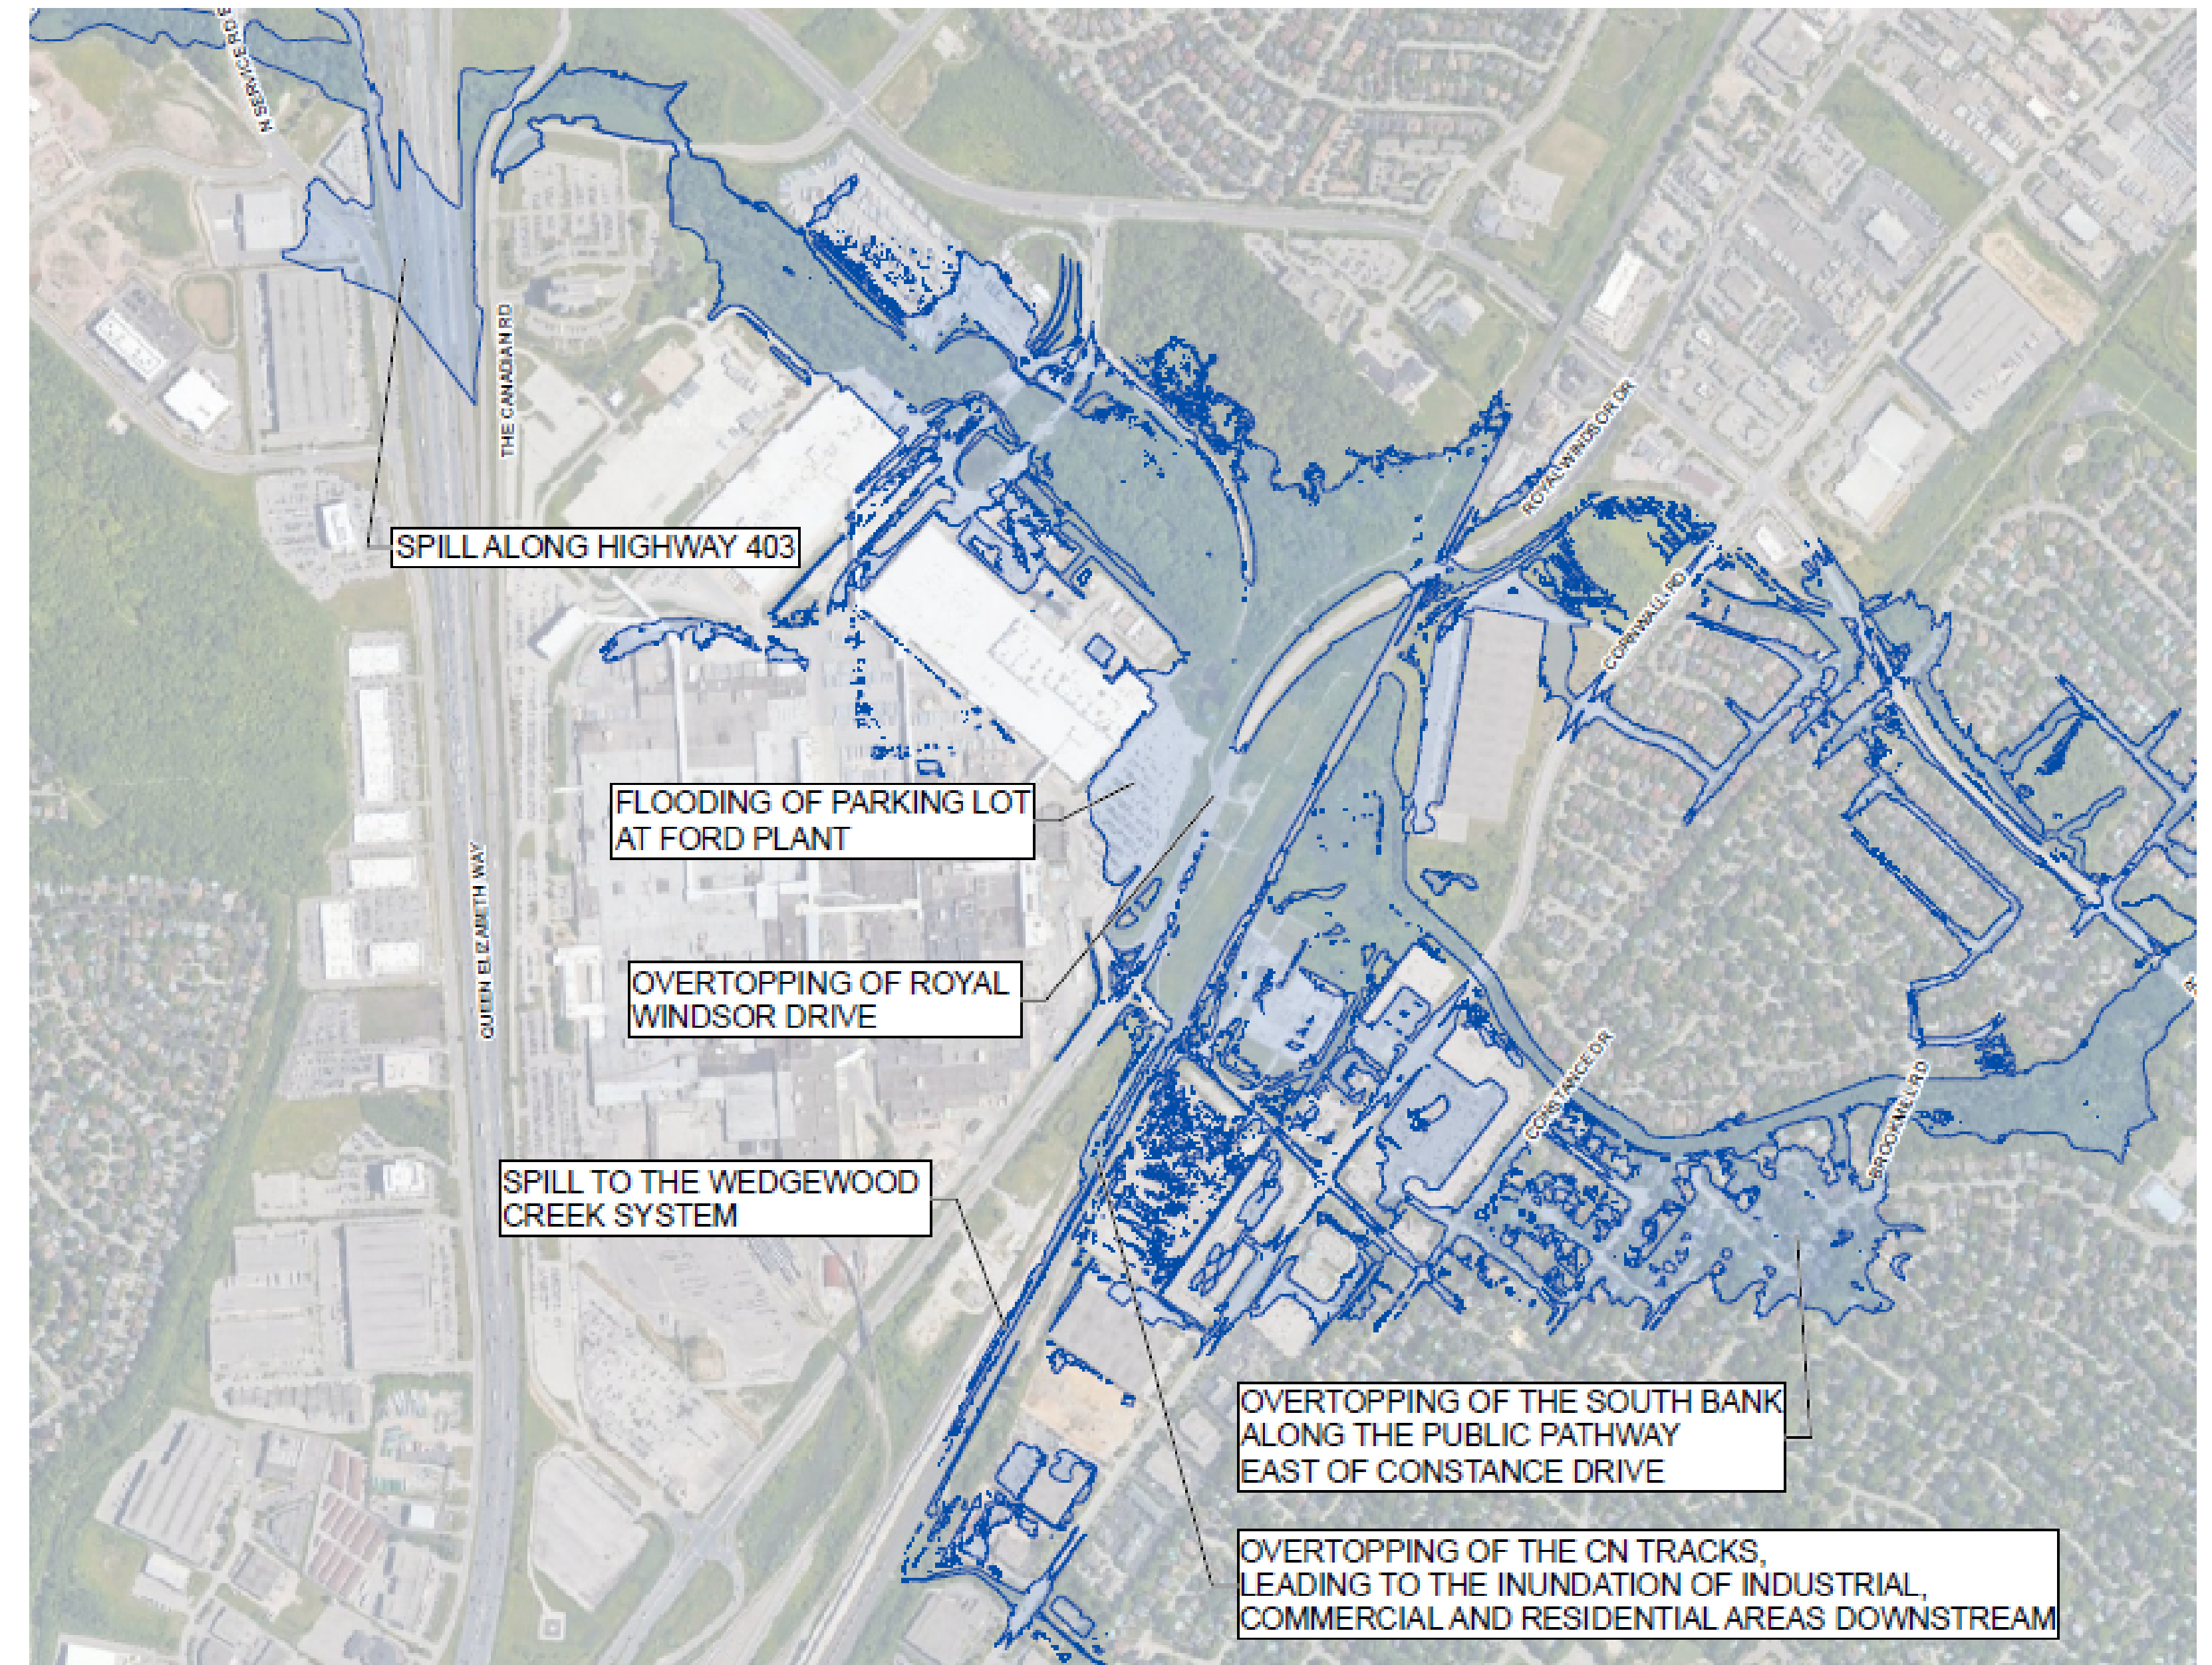 N SERVICE RD
THE CANADIAN RD
ROYAL WINDSOR DR
SPILL ALONG HIGHWAY 403
CORNWALL RD
FLOODING OF PARKING LOT
AT FORD PLANT
QUEEN ELIZABETH WAY
OVERTOPPING OF ROYAL
WINDSOR DRIVE
CONSTANCE DR
BROOKMILL RD
SPILL TO THE WEDGEWOOD
CREEK SYSTEM
OVERTOPPING OF THE SOUTH BANK
ALONG THE PUBLIC PATHWAY
EAST OF CONSTANCE DRIVE
OVERTOPPING OF THE CN TRACKS,
LEADING TO THE INUNDATION OF INDUSTRIAL,
COMMERCIAL AND RESIDENTIAL AREAS DOWNSTREAM